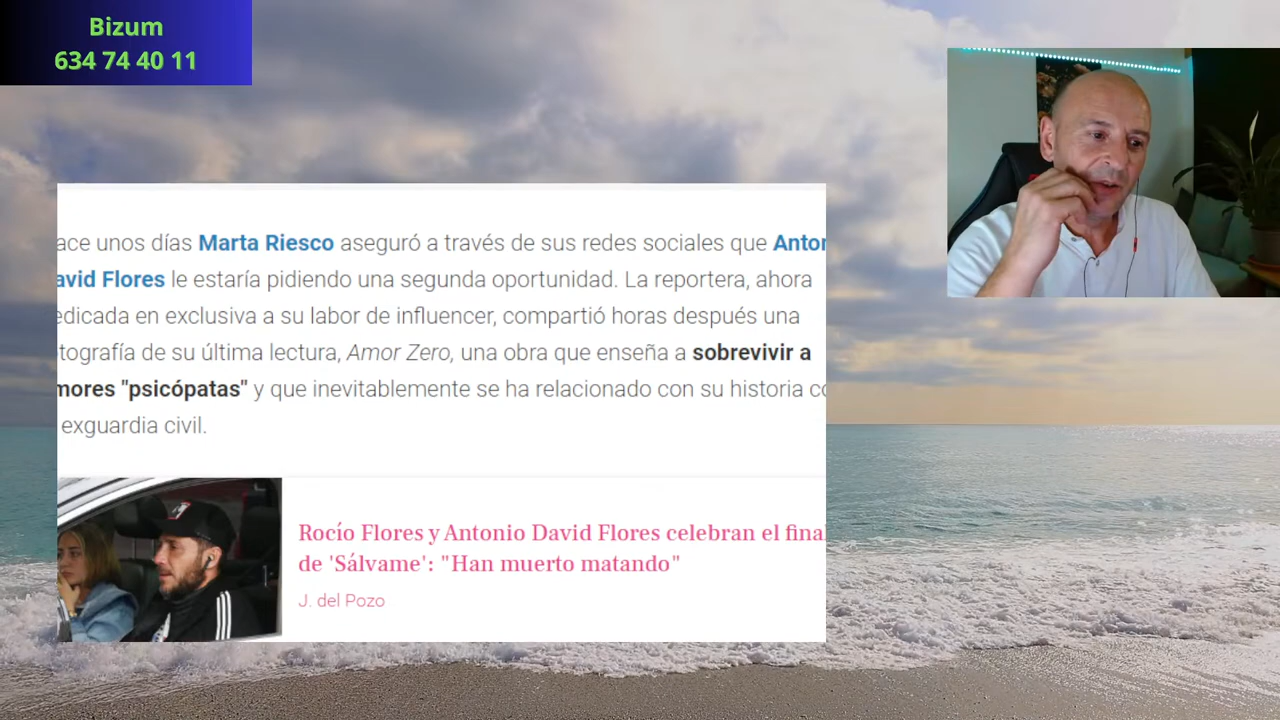 Bizum
634 74 40 11
ace unos días Marta Riesco aseguró a través de sus redes sociales que Anton
avid Flores le estaría pidiendo una segunda oportunidad. La reportera, ahora
edicada en exclusiva a su labor de influencer, compartió horas después una
tografía de su última lectura, Amor Zero, una obra que enseña a sobrevivir a
mores "psicópatas" y que inevitablemente se ha relacionado con su historia co
exguardia civil.
Rocío Flores y Antonio David Flores celebran el final
de 'Sálvame': "Han muerto matando"
J. del Pozo